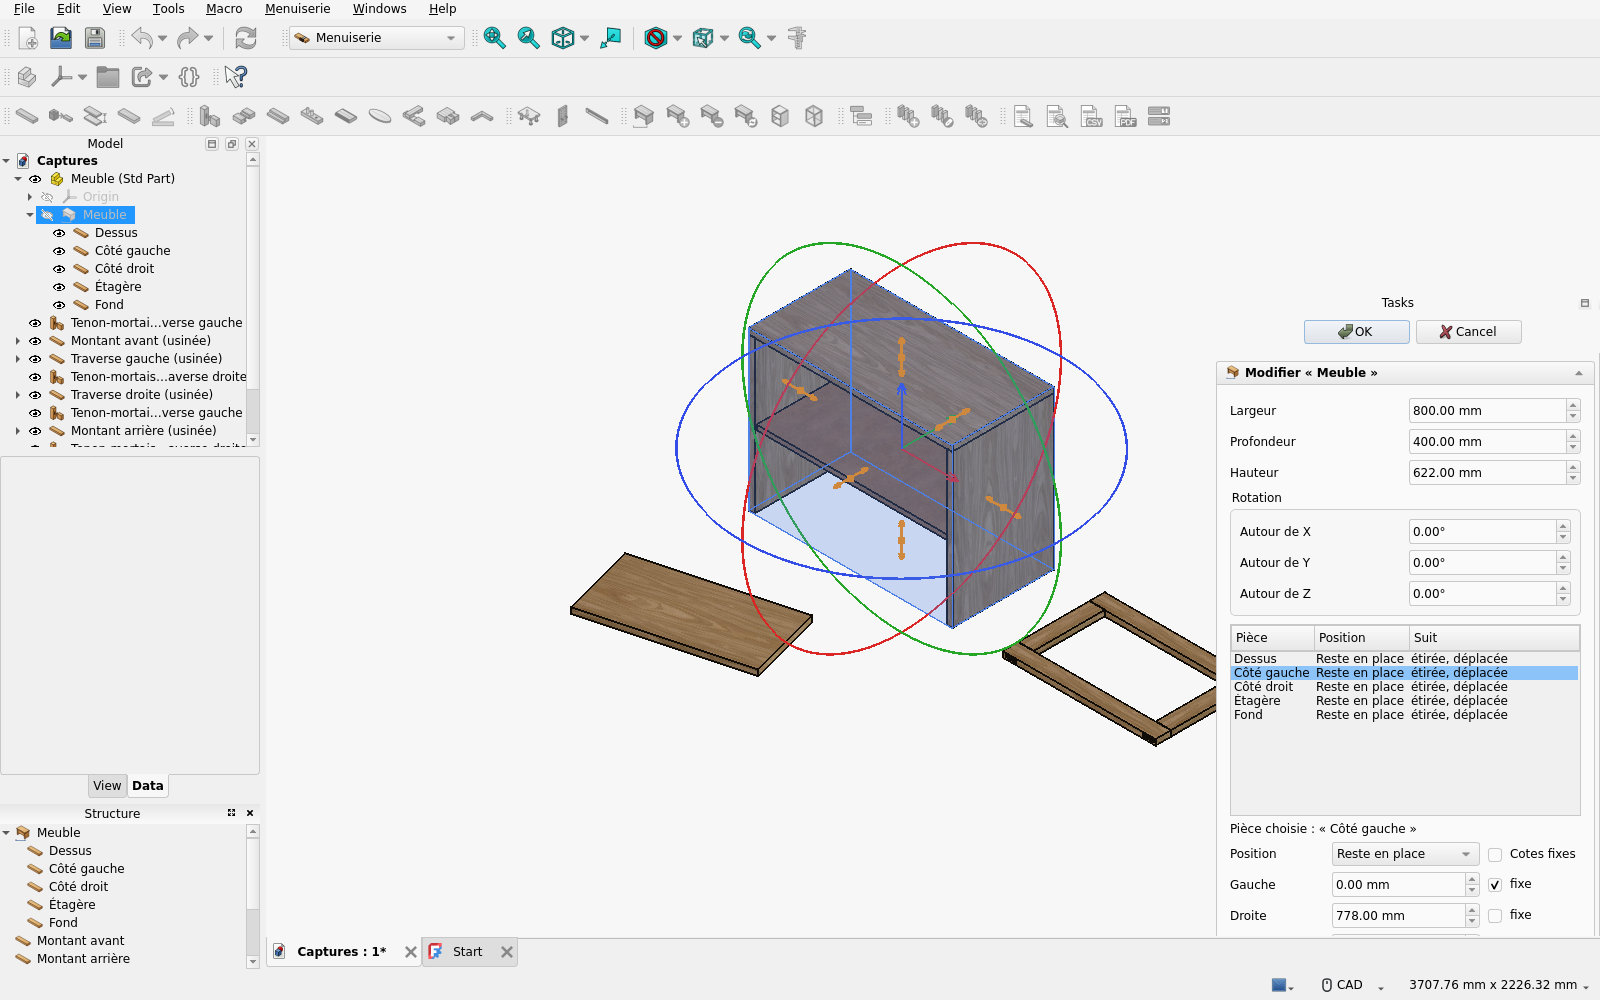 File Edit View Tools Macro Menuiserie Windows Help
Menuiserie
Model
Captures
Meuble (Std Part)
Origin
Meuble
Dessus
Côté gauche
Côté droit
Étagère
Fond
Tenon-mortai...verse gauche
Montant avant (usinée)
Traverse gauche (usinée)
Tenon-mortais...averse droite
Traverse droite (usinée)
Tenon-mortai...verse gauche
Montant arrière (usinée)
View Data
Structure
Meuble
Dessus
Côté gauche
Côté droit
Étagère
Fond
Montant avant
Montant arrière
Captures : 1* Start
Tasks
OK Cancel
Modifier « Meuble »
Largeur 800.00 mm
Profondeur 400.00 mm
Hauteur 622.00 mm
Rotation
Autour de X 0.00°
Autour de Y 0.00°
Autour de Z 0.00°
Pièce Position Suit
Dessus Reste en place étirée, déplacée
Côté gauche Reste en place étirée, déplacée
Côté droit Reste en place étirée, déplacée
Étagère Reste en place étirée, déplacée
Fond Reste en place étirée, déplacée
Pièce choisie : « Côté gauche »
Position Reste en place Cotes fixes
Gauche 0.00 mm fixe
Droite 778.00 mm fixe
CAD 3707.76 mm x 2226.32 mm